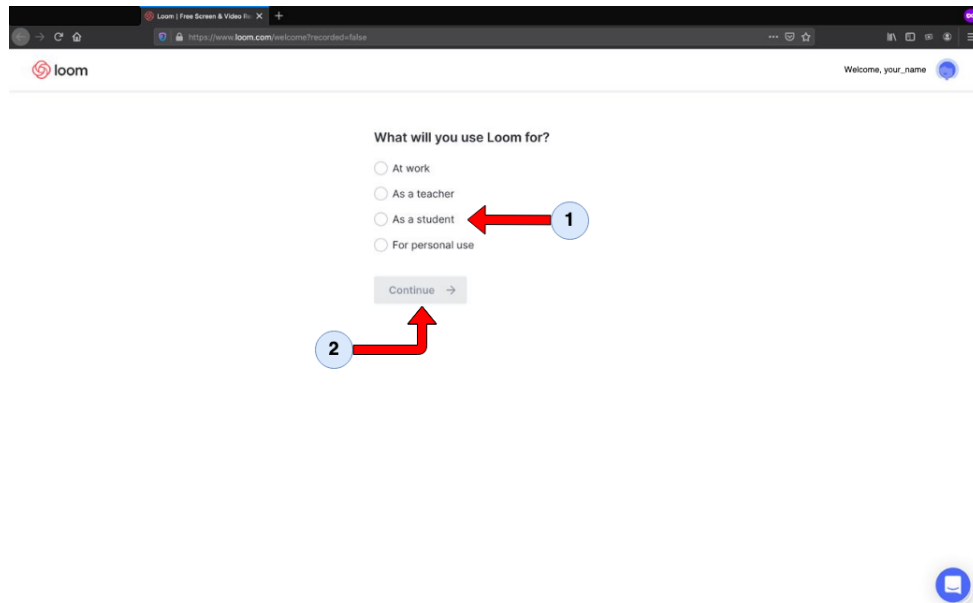 Loom | Free Screen & Video Re
https://www.loom.com/welcome?recorded=false
loom
Welcome, your_name
What will you use Loom for?
At work
As a teacher
As a student
1
For personal use
Continue
2